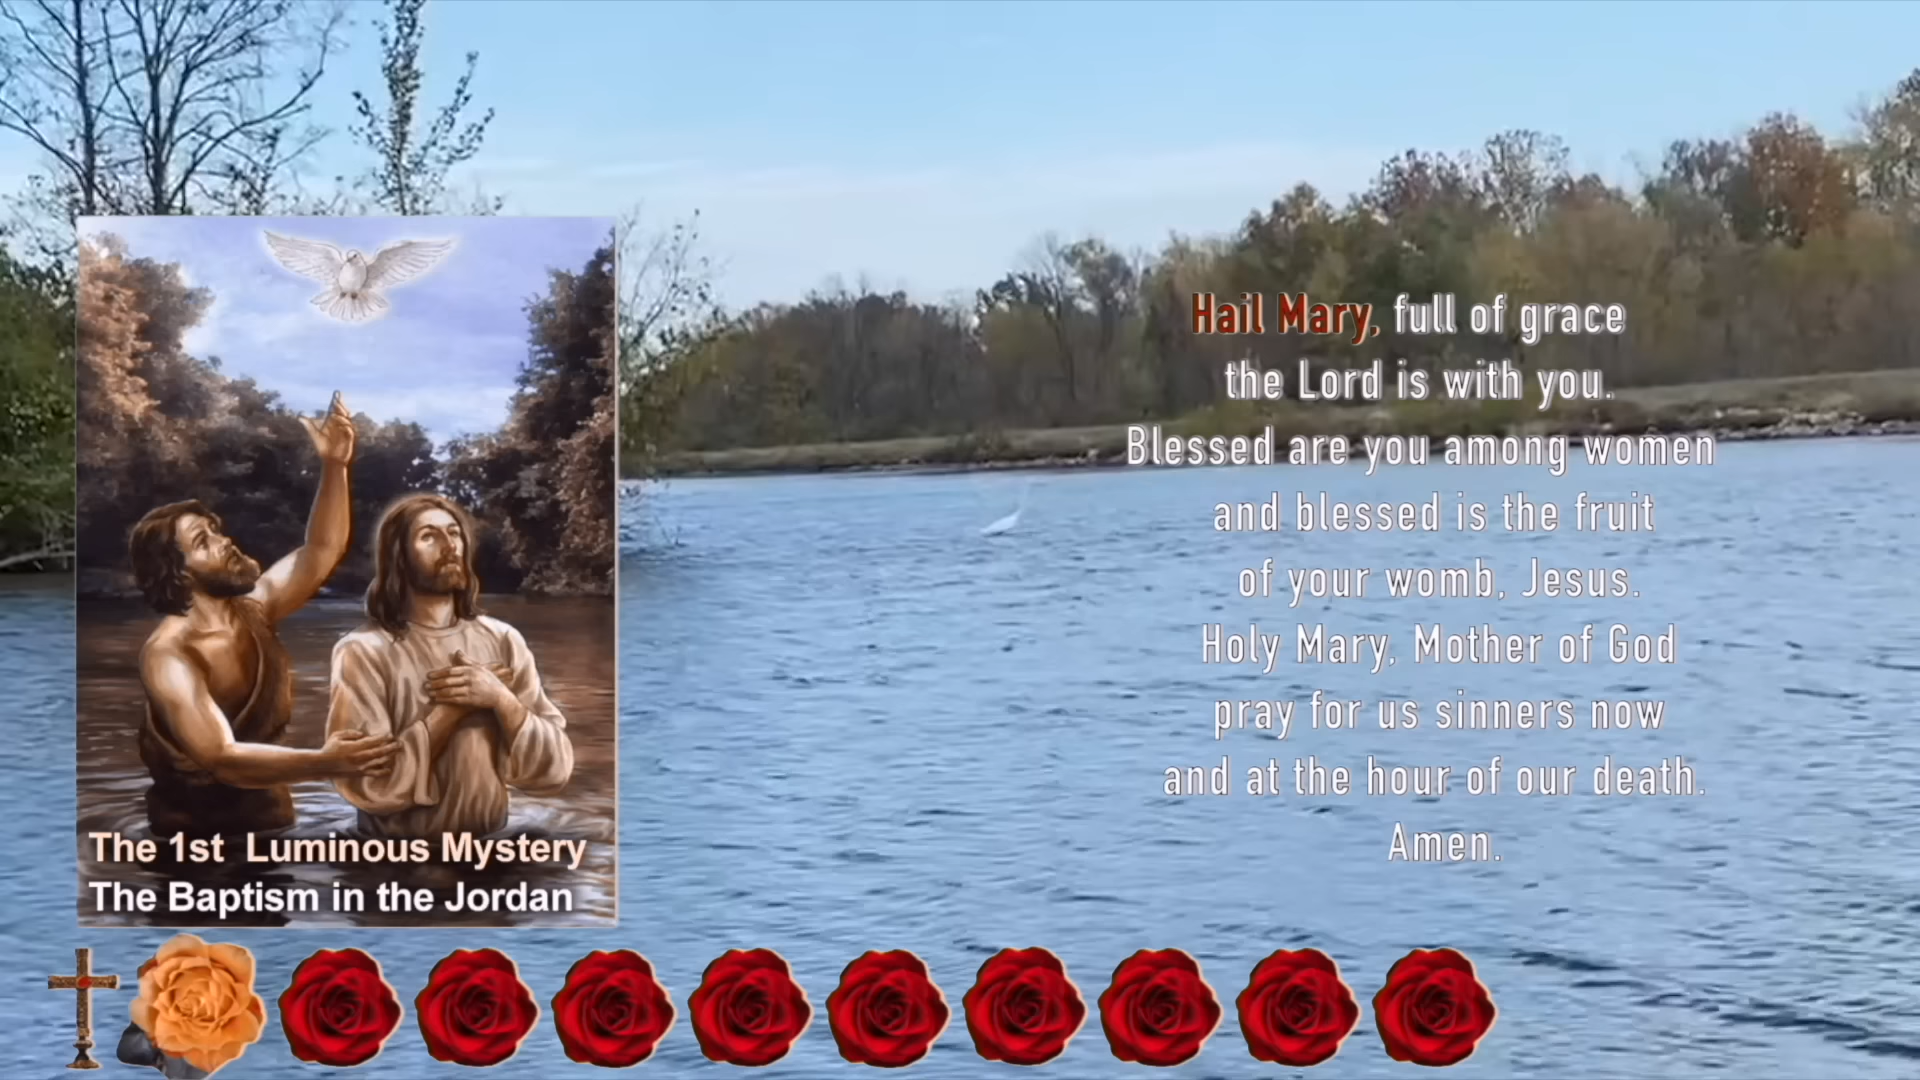 Hail Mary, full of grace
the Lord is with you.
Blessed are you among women
and blessed is the fruit
of your womb, Jesus.
Holy Mary, Mother of God
pray for us sinners now
and at the hour of our death.
Amen.
The 1st Luminous Mystery
The Baptism in the Jordan